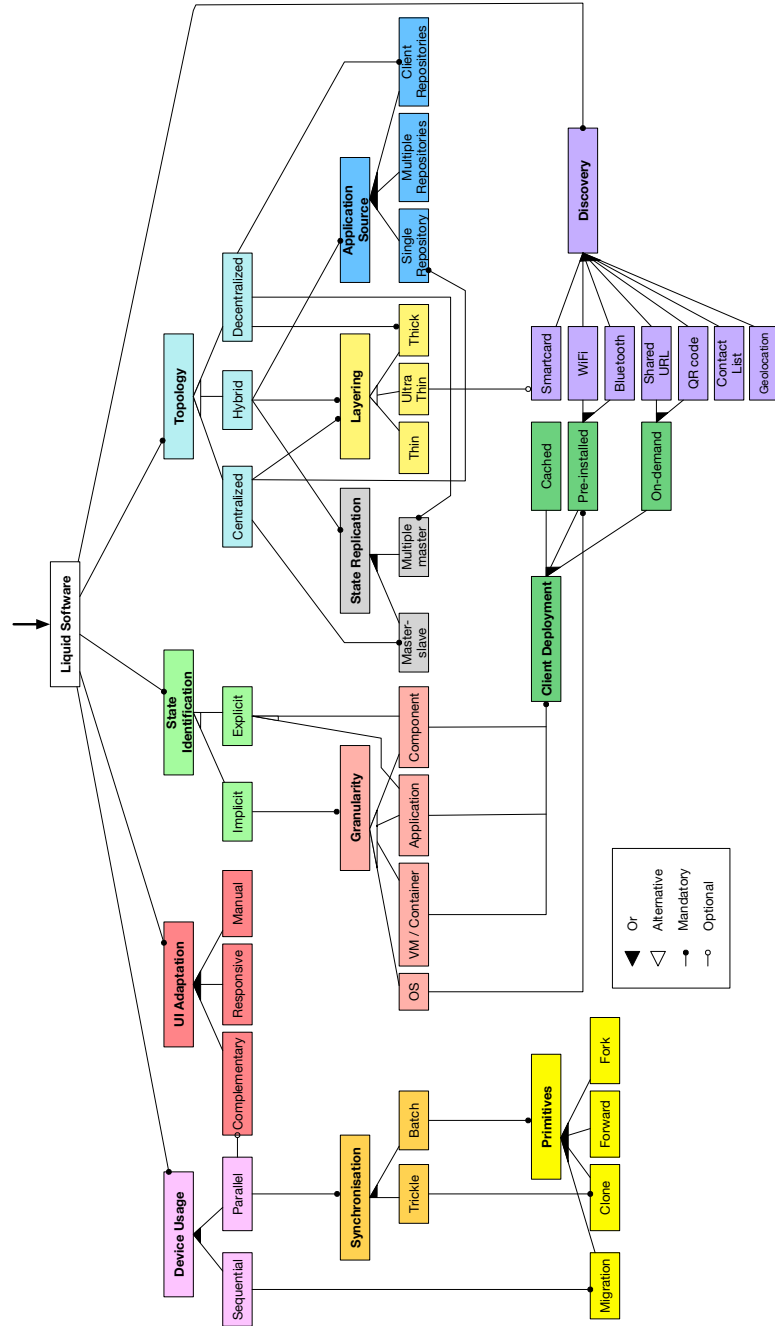 Liquid Software
Device Usage
UI Adaptation
State
Identification
Topology
Sequential
Parallel
Complementary
Responsive
Manual
Implicit
Explicit
Centralized
Hybrid
Decentralized
Synchronisation
Granularity
State Replication
Layering
Application
Source
Trickle
Batch
OS
VM / Container
Application
Component
Master-
slave
Multiple
master
Thin
Ultra
Thin
Thick
Single
Repository
Multiple
Repositories
Client
Repositories
Primitives
Client Deployment
Cached
Pre-installed
On-demand
Discovery
Migration
Clone
Forward
Fork
Smartcard
WiFi
Bluetooth
Shared
URL
QR code
Contact
List
Geolocation
Or
Alternative
Mandatory
Optional